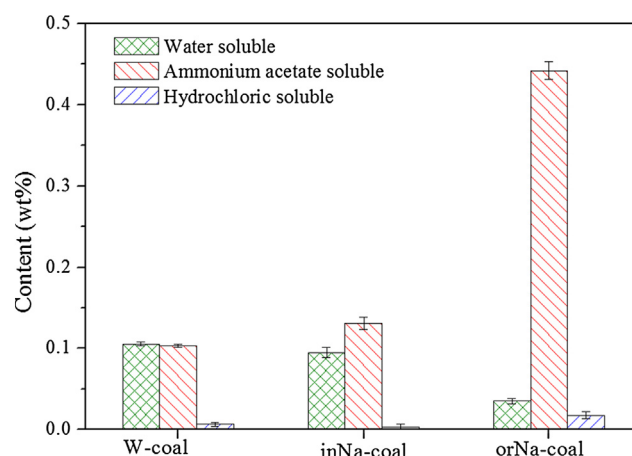 0.5
Water soluble
Ammonium acetate soluble
Hydrochloric soluble
0.4
0.3
0.2
0.1
0.0
Content (wt%)
W-coal inNa-coal orNa-coal